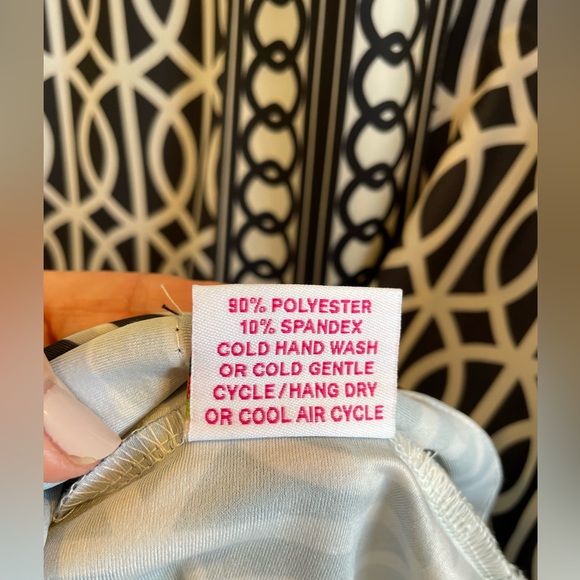 90% POLYESTER
10% SPANDEX
COLD HAND WASH
OR COLD GENTLE
CYCLE/HANG DRY
OR COOL AIR CYCLE